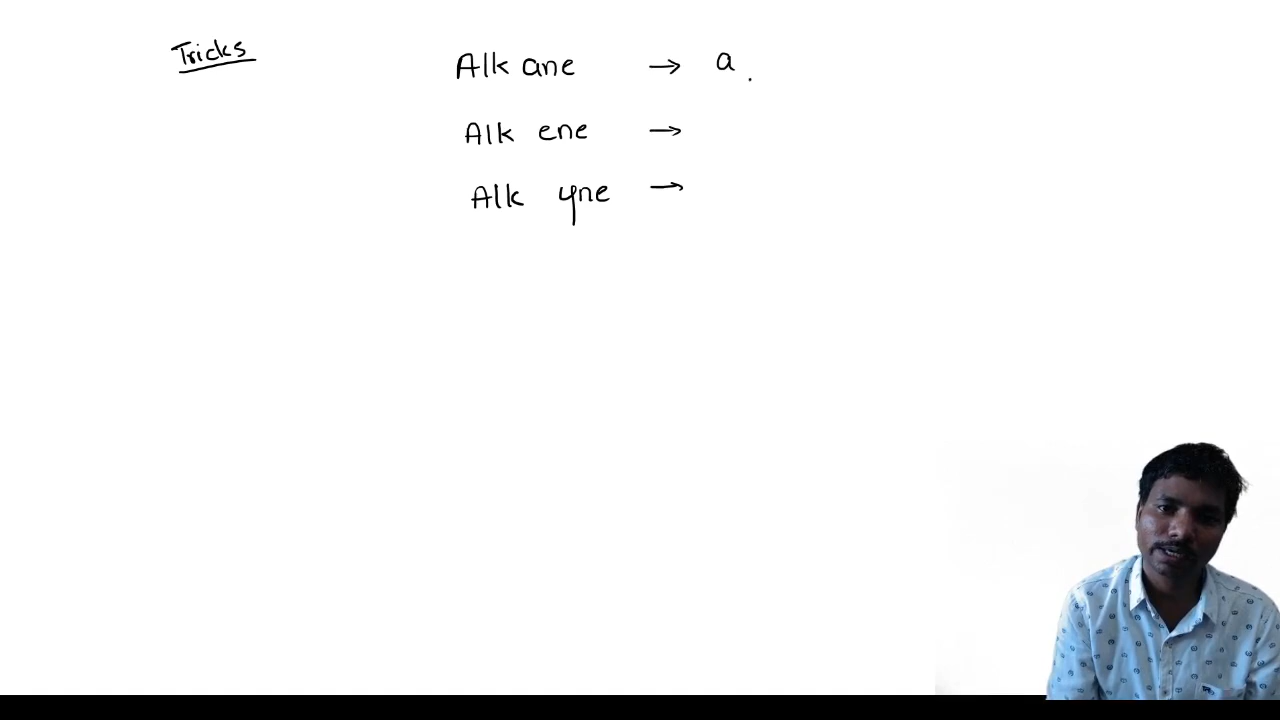 Tricks
Alk ane → a.
Alk ene →
Alk yne →